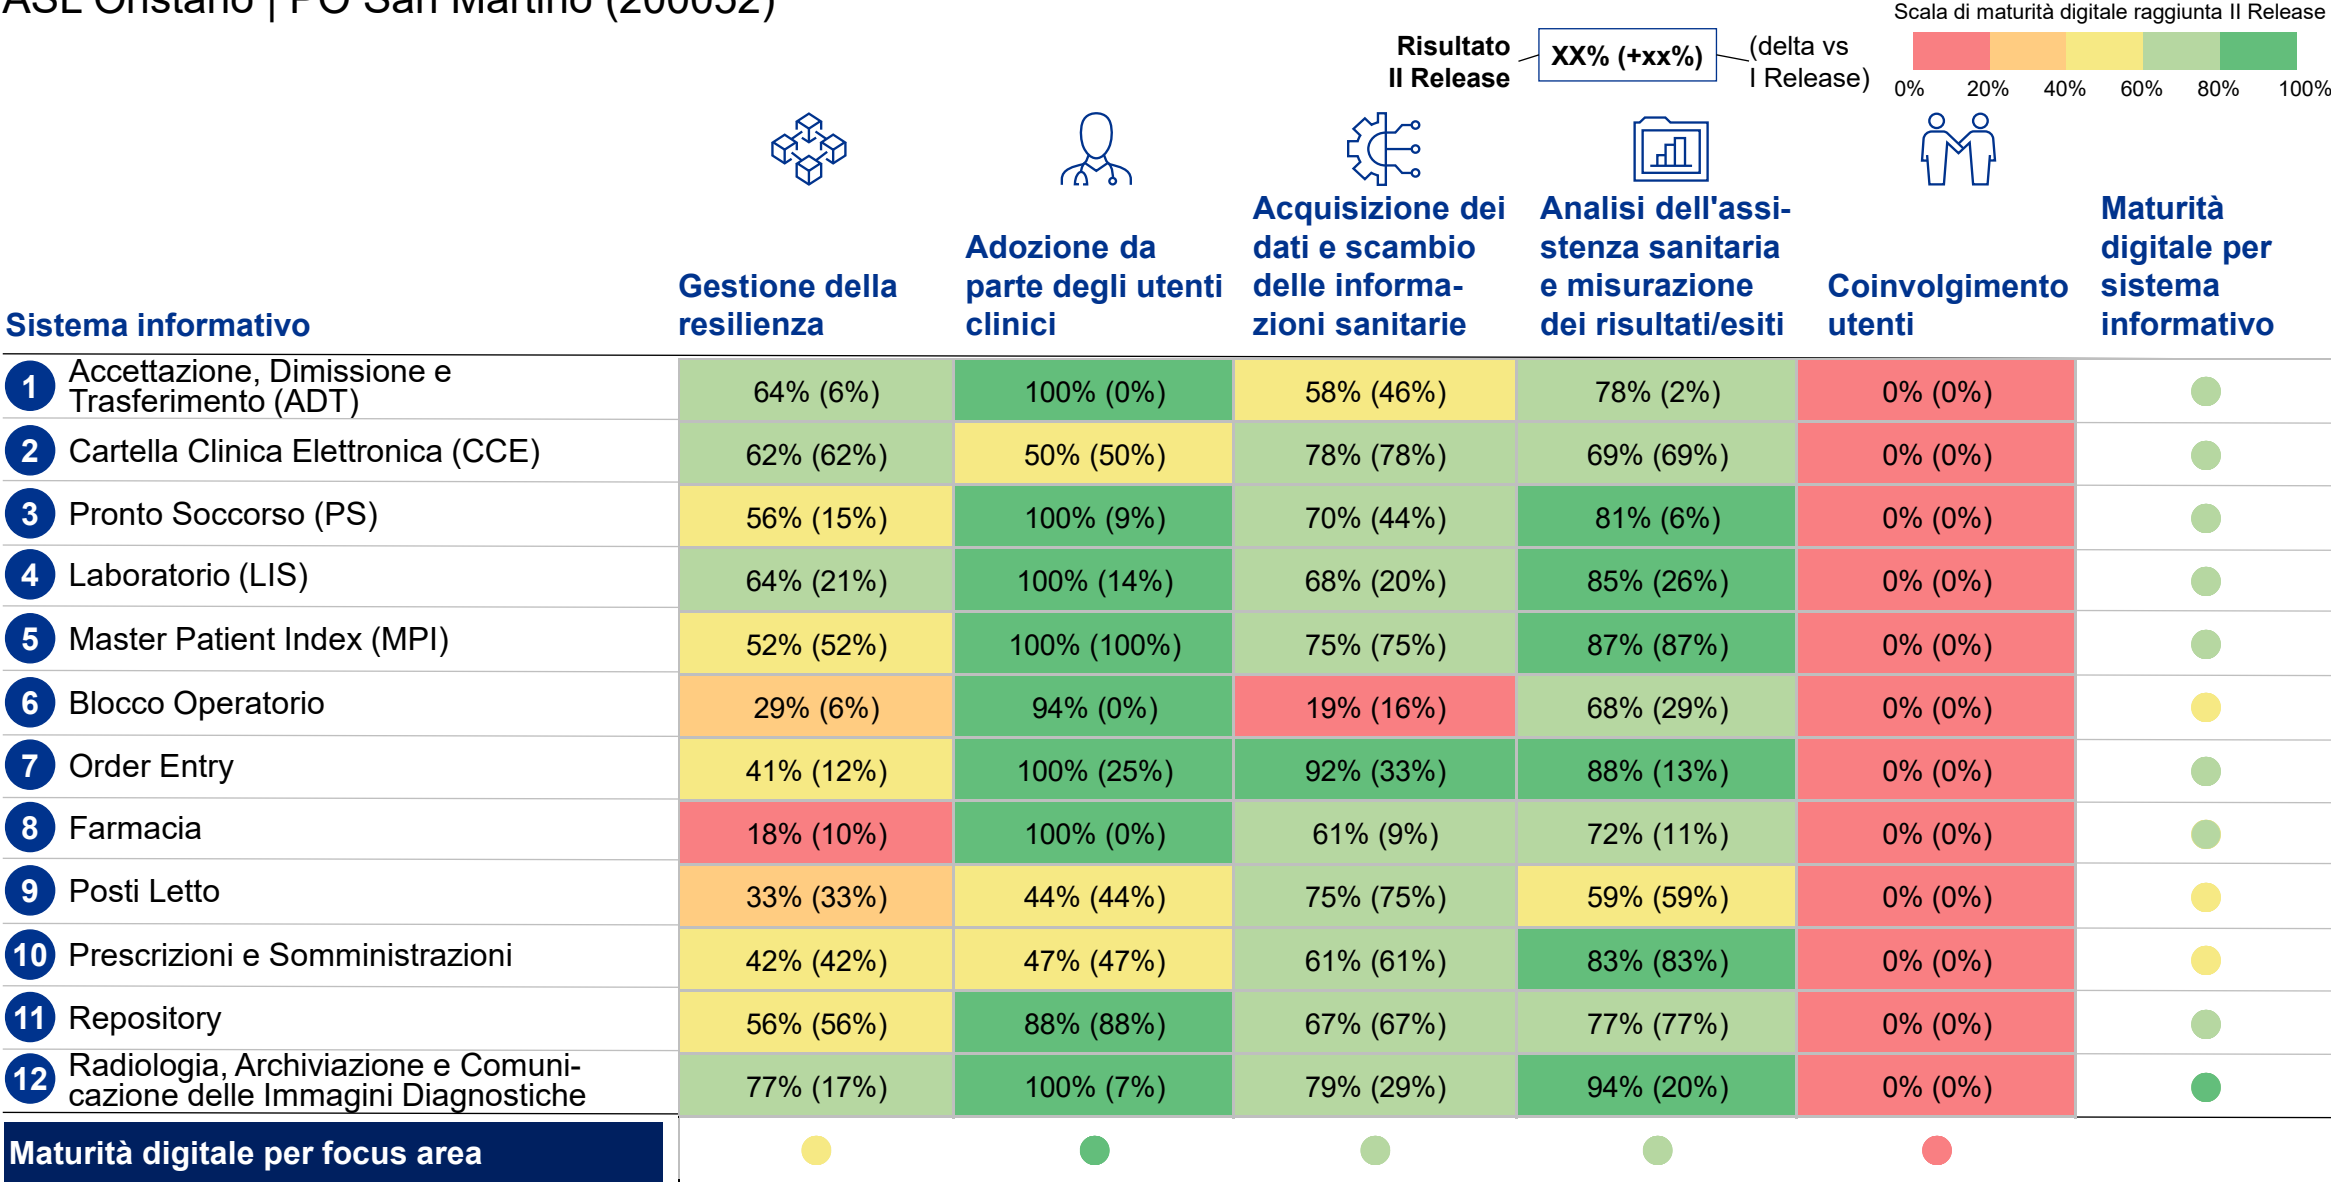 ASL Oristano | PO San Martino (200052)
Scala di maturità digitale raggiunta II Release
Risultato
II Release
XX% (+xx%)
(delta vs
I Release)
0% 20% 40% 60% 80% 100%
Sistema informativo
Gestione della
resilienza
Adozione da
parte degli utenti
clinici
Acquisizione dei
dati e scambio
delle informa-
zioni sanitarie
Analisi dell'assi-
stenza sanitaria
e misurazione
dei risultati/esiti
Coinvolgimento
utenti
Maturità
digitale per
sistema
informativo
1 Accettazione, Dimissione e
Trasferimento (ADT)
64% (6%) 100% (0%) 58% (46%) 78% (2%) 0% (0%)
2 Cartella Clinica Elettronica (CCE) 62% (62%) 50% (50%) 78% (78%) 69% (69%) 0% (0%)
3 Pronto Soccorso (PS) 56% (15%) 100% (9%) 70% (44%) 81% (6%) 0% (0%)
4 Laboratorio (LIS) 64% (21%) 100% (14%) 68% (20%) 85% (26%) 0% (0%)
5 Master Patient Index (MPI) 52% (52%) 100% (100%) 75% (75%) 87% (87%) 0% (0%)
6 Blocco Operatorio 29% (6%) 94% (0%) 19% (16%) 68% (29%) 0% (0%)
7 Order Entry 41% (12%) 100% (25%) 92% (33%) 88% (13%) 0% (0%)
8 Farmacia 18% (10%) 100% (0%) 61% (9%) 72% (11%) 0% (0%)
9 Posti Letto 33% (33%) 44% (44%) 75% (75%) 59% (59%) 0% (0%)
10 Prescrizioni e Somministrazioni 42% (42%) 47% (47%) 61% (61%) 83% (83%) 0% (0%)
11 Repository 56% (56%) 88% (88%) 67% (67%) 77% (77%) 0% (0%)
12 Radiologia, Archiviazione e Comuni-
cazione delle Immagini Diagnostiche
77% (17%) 100% (7%) 79% (29%) 94% (20%) 0% (0%)
Maturità digitale per focus area